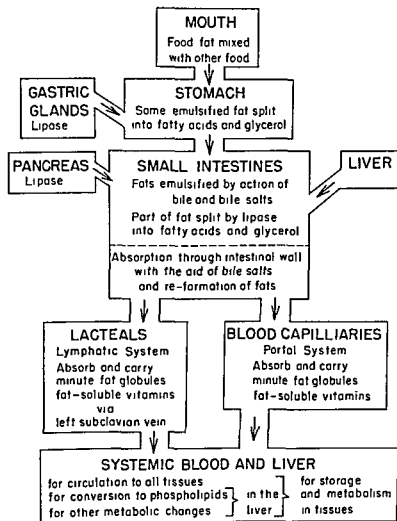 MOUTH
Food fat mixed
with other food
GASTRIC
GLANDS
Lipase
STOMACH
Some emulsified fat split
into fatty acids and glycerol
PANCREAS
Lipase
SMALL INTESTINES
Fats emulsified by action of
bile and bile salts
Part of fat split by lipase
into fatty acids and glycerol
LIVER
Absorption through intestinal wall
with the aid of bile salts
and re-formation of fats
LACTEALS
Lymphatic System
Absorb and carry
minute fat globules
fat-soluble vitamins
via
left subclavian vein
BLOOD CAPILLIARIES
Portal System
Absorb and carry
minute fat globules
fat-soluble vitamins
SYSTEMIC BLOOD AND LIVER
for circulation to all tissues
for conversion to phospholipids
for other metabolic changes
in the
liver
for storage
and metabolism
in tissues